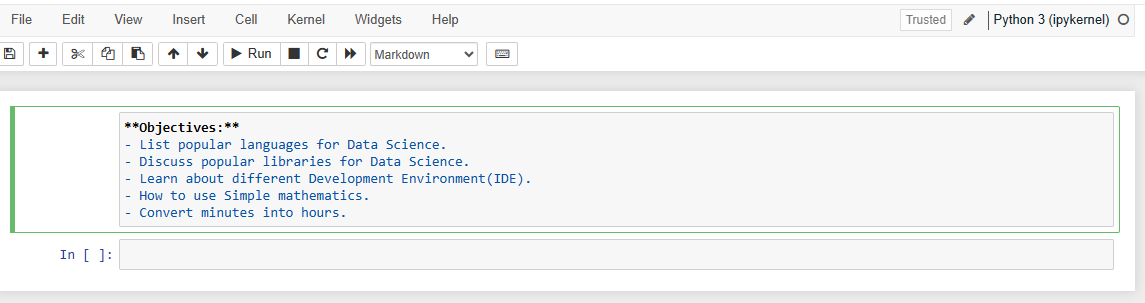 File Edit View Insert Cell Kernel Widgets Help Trusted Python 3 (ipykernel)
Run Markdown
**Objectives:**
- List popular languages for Data Science.
- Discuss popular libraries for Data Science.
- Learn about different Development Environment(IDE).
- How to use Simple mathematics.
- Convert minutes into hours.
In [ ]: